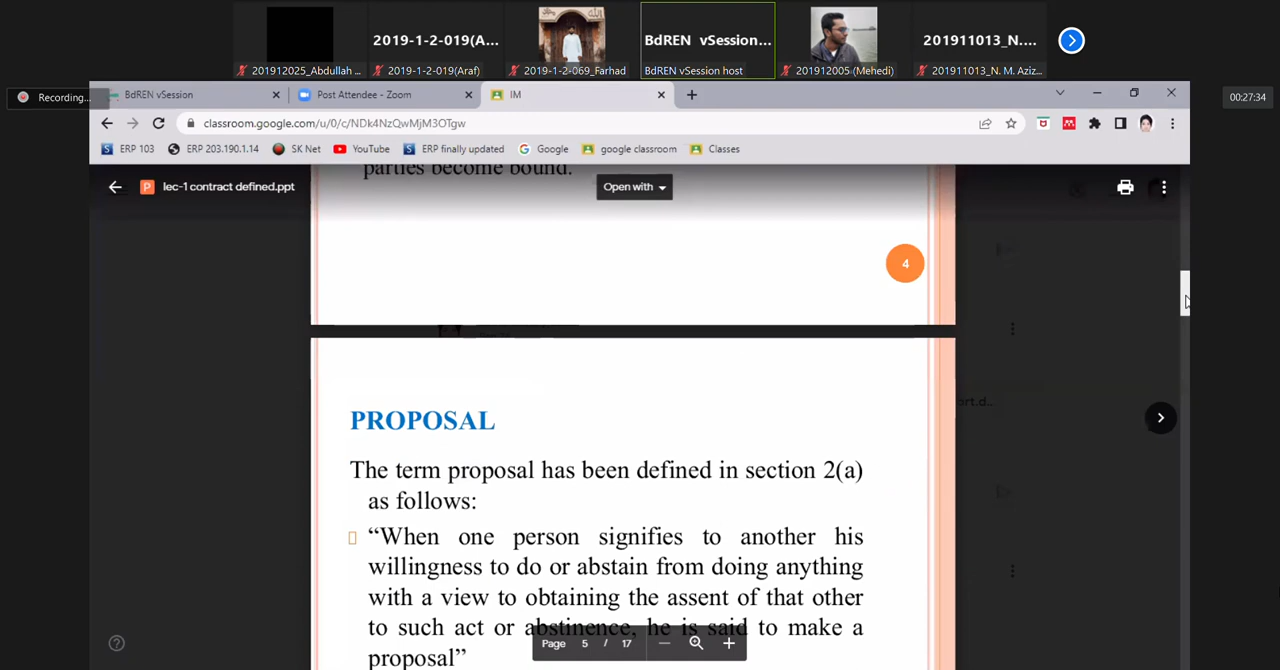 2019-1-2-019(A...
BdREN vSession...
201911013_N....
201912025_Abdullah ...
2019-1-2-019(Araf)
2019-1-2-069_Farhad
BdREN vSession host
201912005 (Mehedi)
201911013_N. M. Aziz...
Recording...
BdREN vSession
Post Attendee - Zoom
IM
00:27:34
classroom.google.com/u/0/c/NDk4NzQwMjM3OTgw
ERP 103
ERP 203.190.1.14
SK Net
YouTube
ERP finally updated
Google
google classroom
Classes
parties become bound.
lec-1 contract defined.ppt
Open with
4
PROPOSAL
The term proposal has been defined in section 2(a)
as follows:
“When one person signifies to another his
willingness to do or abstain from doing anything
with a view to obtaining the assent of that other
to such act or abstinence, he is said to make a
proposal”
Page 5 / 17
ort.d...